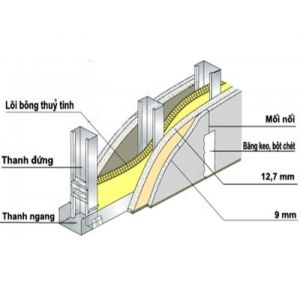 Lõi bông thuỷ tinh
Mối nối
Băng keo, bột chét
Thanh đứng
12,7 mm
Thanh ngang
9 mm